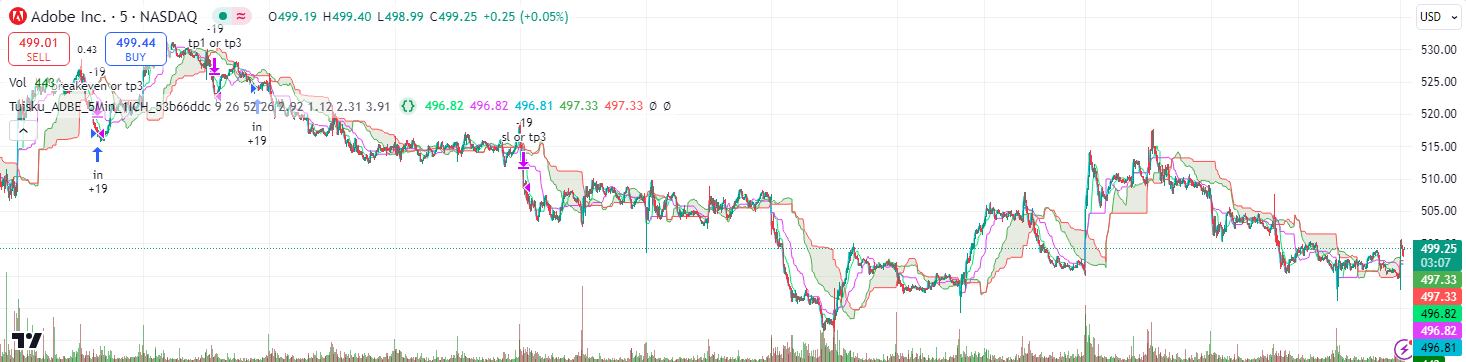 Adobe Inc. · 5 · NASDAQ O499.19 H499.40 L498.99 C499.25 +0.25 (+0.05%)
USD
499.01
SELL
0.43
499.44
BUY
-19
tp1 or tp3
-19
Vol 443
breakeven or tp3
Tuisku_ADBE_5Min_TICH_53b66ddc 9 26 52 26 2.92 1.12 2.31 3.91 496.82 496.82 496.81 497.33 497.33 Ø Ø
in
+19
in
+19
-19
sl or tp3
530.00
525.00
520.00
515.00
510.00
505.00
499.25
03:07
497.33
497.33
496.82
496.82
496.81